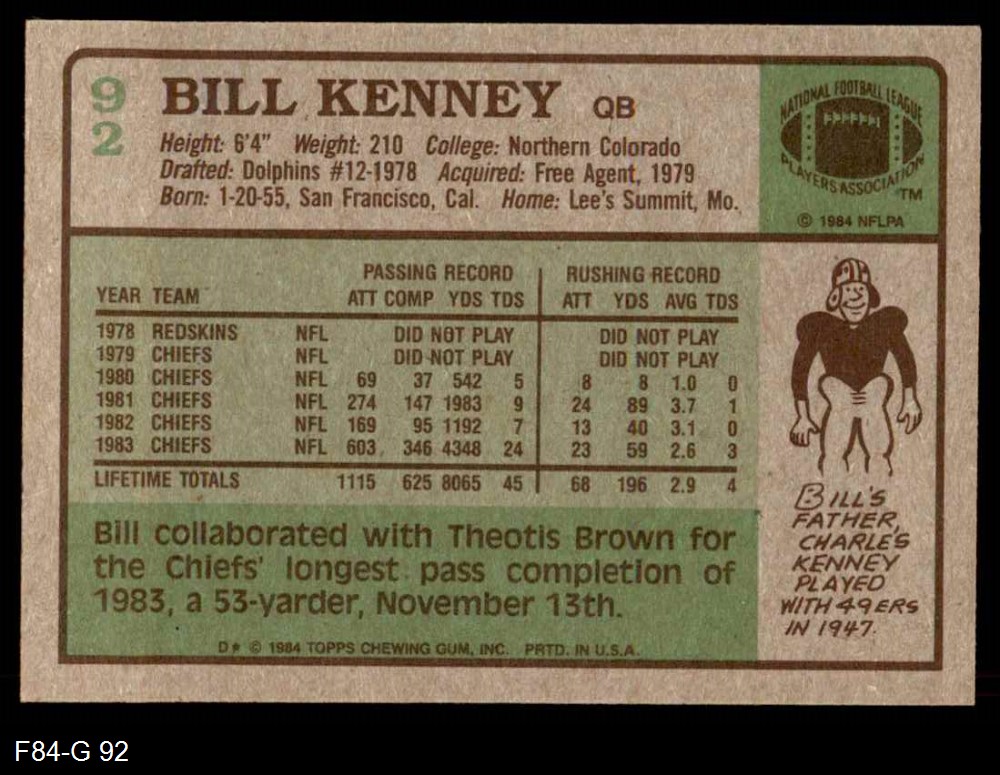 92
BILL KENNEY QB
Height: 6'4" Weight: 210 College: Northern Colorado
Drafted: Dolphins #12-1978 Acquired: Free Agent, 1979
Born: 1-20-55, San Francisco, Cal. Home: Lee's Summit, Mo.
NATIONAL FOOTBALL LEAGUE
PLAYERS ASSOCIATION
TM
© 1984 NFLPA
PASSING RECORD RUSHING RECORD
YEAR TEAM ATT COMP YDS TDS ATT YDS AVG TDS
1978 REDSKINS NFL DID NOT PLAY DID NOT PLAY
1979 CHIEFS NFL DID NOT PLAY DID NOT PLAY
1980 CHIEFS NFL 69 37 542 5 8 8 1.0 0
1981 CHIEFS NFL 274 147 1983 9 24 89 3.7 1
1982 CHIEFS NFL 169 95 1192 7 13 40 3.1 0
1983 CHIEFS NFL 603 346 4348 24 23 59 2.6 3
LIFETIME TOTALS 1115 625 8065 45 68 196 2.9 4
BILL'S
FATHER,
CHARLE'S
KENNEY
PLAYED
WITH 49ERS
IN 1947.
Bill collaborated with Theotis Brown for
the Chiefs' longest pass completion of
1983, a 53-yarder, November 13th.
D* © 1984 TOPPS CHEWING GUM, INC. PRTD. IN U.S.A.
F84-G 92